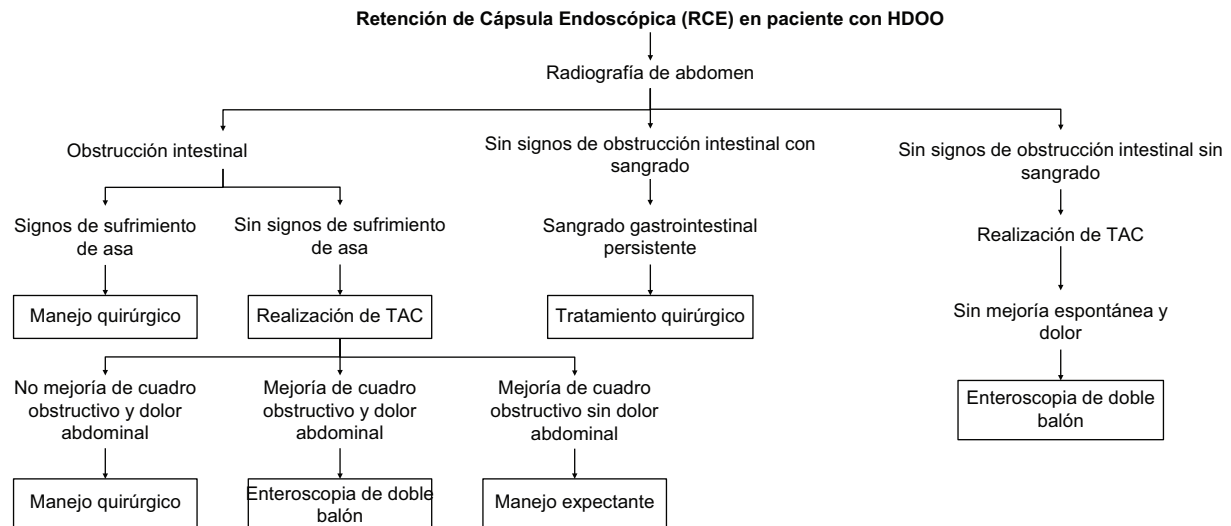 Retención de Cápsula Endoscópica (RCE) en paciente con HDOO
Radiografía de abdomen
Obstrucción intestinal
Sin signos de obstrucción intestinal con
sangrado
Sin signos de obstrucción intestinal sin
sangrado
Signos de sufrimiento
de asa
Sin signos de sufrimiento
de asa
Sangrado gastrointestinal
persistente
Realización de TAC
Manejo quirúrgico
Realización de TAC
Tratamiento quirúrgico
Sin mejoría espontánea y
dolor
No mejoría de cuadro
obstructivo y dolor
abdominal
Mejoría de cuadro
obstructivo y dolor
abdominal
Mejoría de cuadro
obstructivo sin dolor
abdominal
Enteroscopia de doble
balón
Manejo quirúrgico
Enteroscopia de doble
balón
Manejo expectante